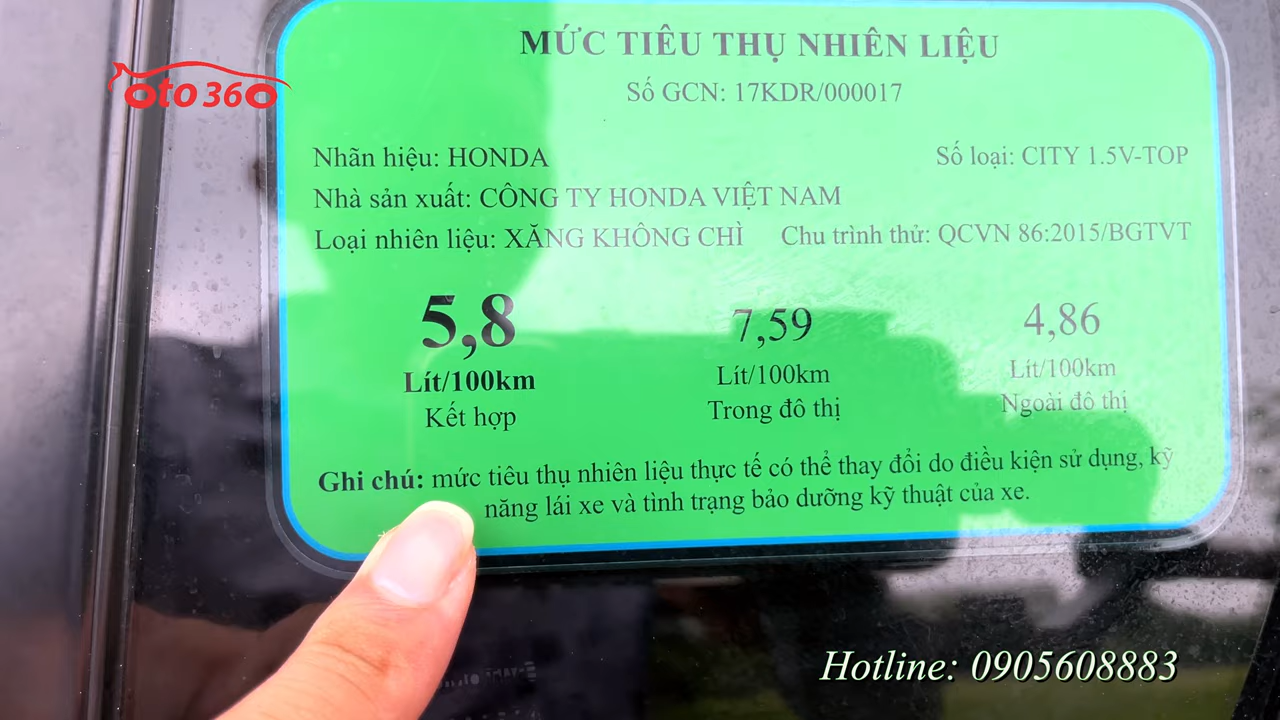 oto 360
MỨC TIÊU THỤ NHIÊN LIỆU
Số GCN: 17KDR/000017
Nhãn hiệu: HONDA Số loại: CITY 1.5V-TOP
Nhà sản xuất: CÔNG TY HONDA VIỆT NAM
Loại nhiên liệu: XĂNG KHÔNG CHÌ Chu trình thử: QCVN 86:2015/BGTVT
5,8 7,59 4,86
Lít/100km Lít/100km Lít/100km
Kết hợp Trong đô thị Ngoài đô thị
Ghi chú: mức tiêu thụ nhiên liệu thực tế có thể thay đổi do điều kiện sử dụng, kỹ
năng lái xe và tình trạng bảo dưỡng kỹ thuật của xe.
Hotline: 0905608883